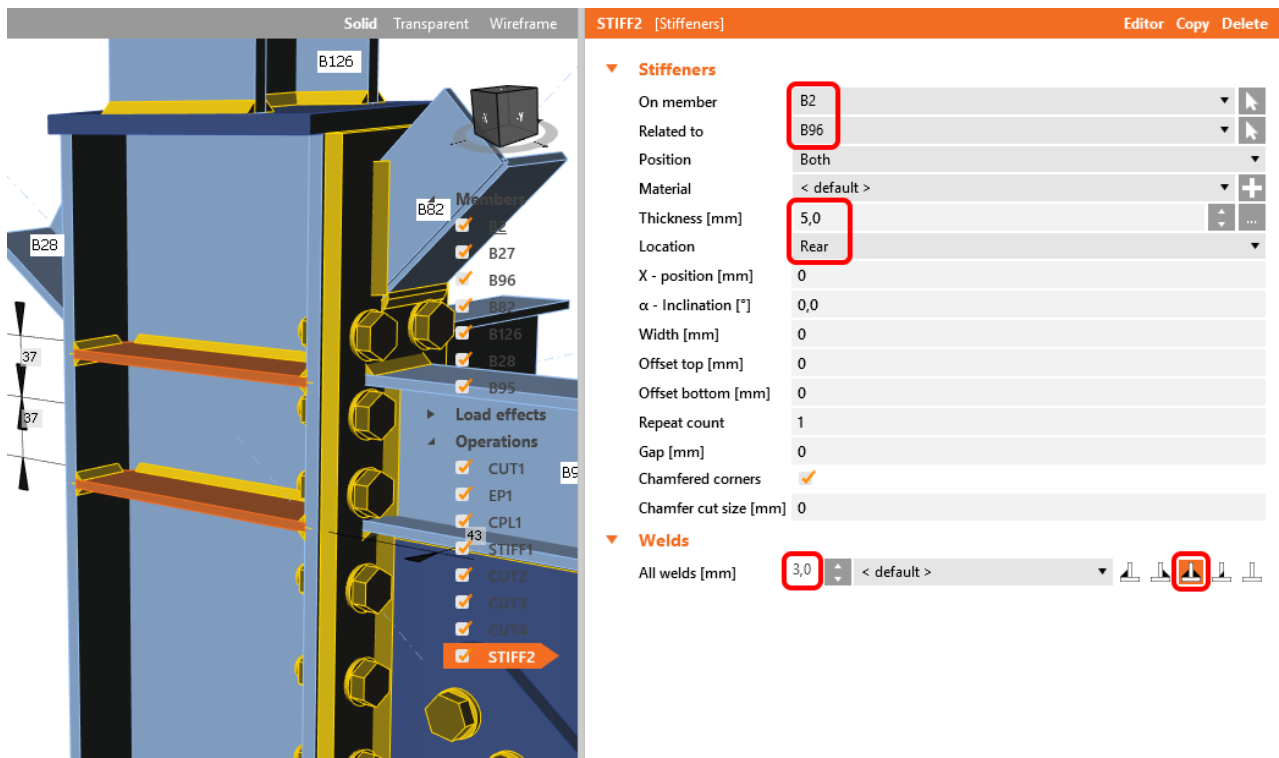 Solid Transparent Wireframe
B126
B82
B28
37
37
43
Members
B2
B27
B96
B82
B126
B28
B95
Load effects
Operations
CUT1
EP1
CPL1
STIFF1
CUT2
CUT3
CUT4
STIFF2
-Y
STIFF2 [Stiffeners] Editor Copy Delete
Stiffeners
On member B2
Related to B96
Position Both
Material < default >
Thickness [mm] 5,0 ...
Location Rear
X - position [mm] 0
α - Inclination [°] 0,0
Width [mm] 0
Offset top [mm] 0
Offset bottom [mm] 0
Repeat count 1
Gap [mm] 0
Chamfered corners
Chamfer cut size [mm] 0
Welds
All welds [mm] 3,0 < default >